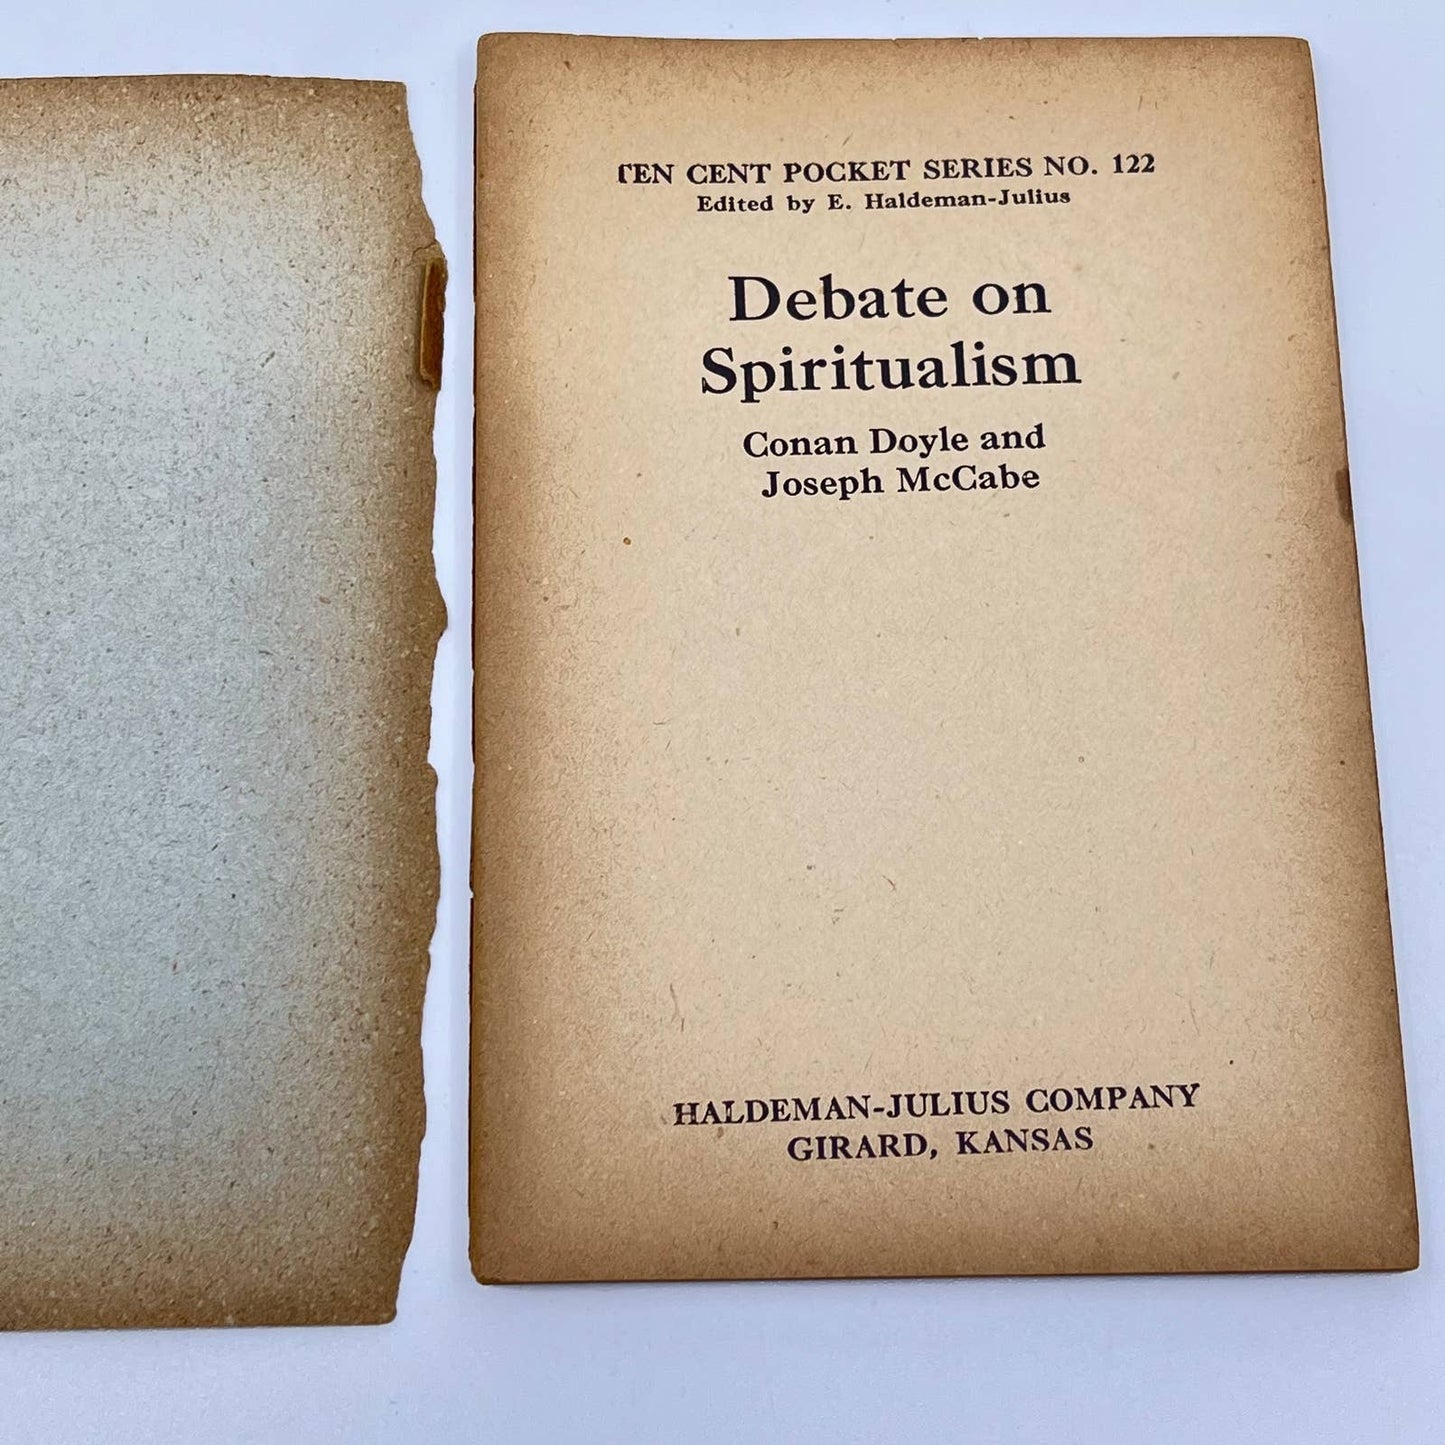 TEN CENT POCKET SERIES NO. 122
Edited by E. Haldeman-Julius
Debate on
Spiritualism
Conan Doyle and
Joseph McCabe
HALDEMAN-JULIUS COMPANY
GIRARD, KANSAS